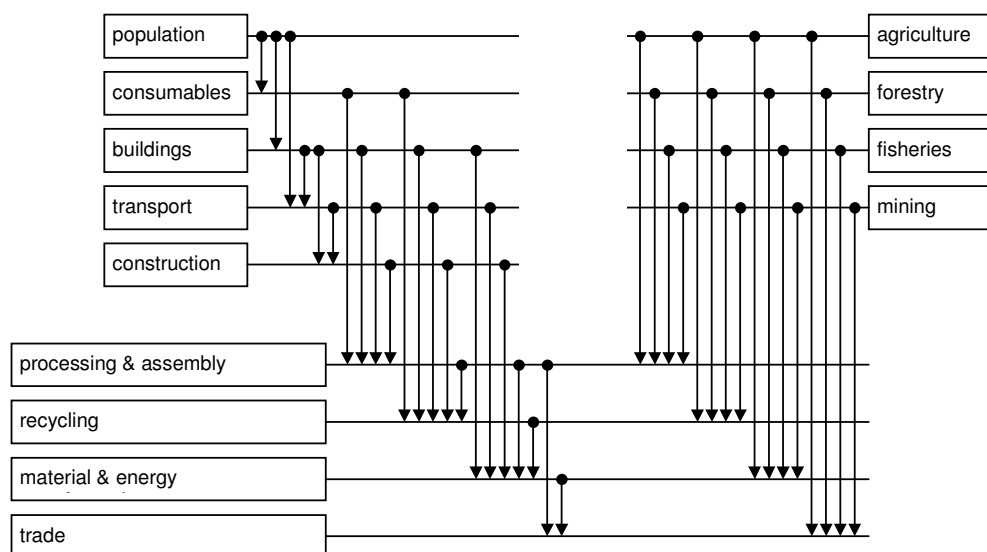 population
agriculture
consumables
forestry
buildings
fisheries
transport
mining
construction
processing & assembly
recycling
material & energy
trade